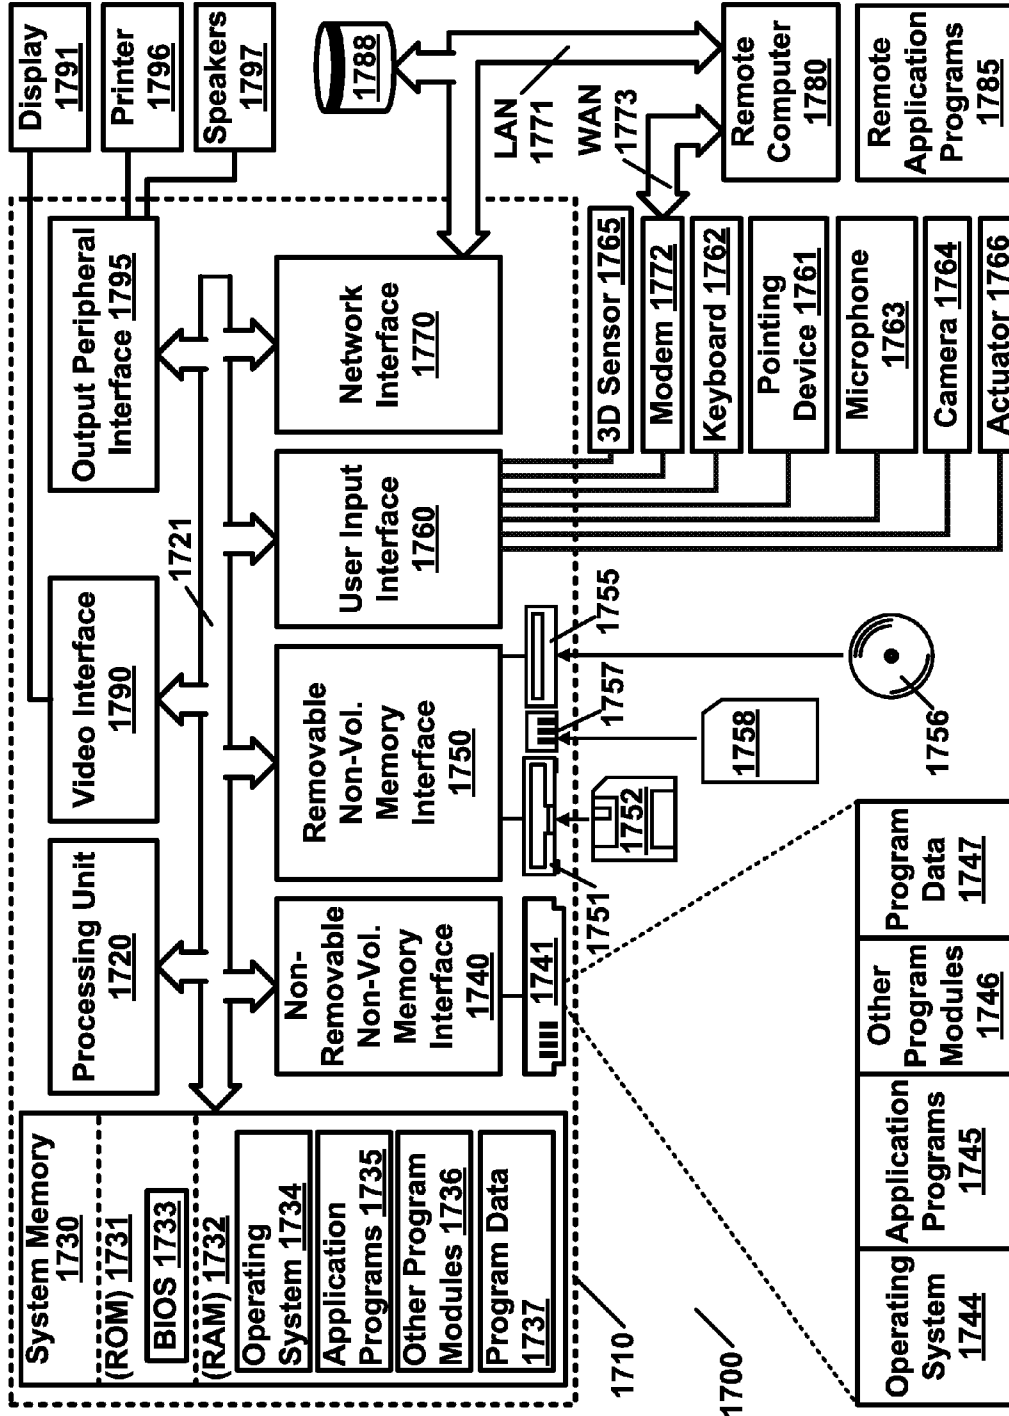 System Memory
1730
(ROM) 1731
BIOS 1733
(RAM) 1732
Operating
System 1734
Application
Programs 1735
Other Program
Modules 1736
Program Data
1737
Processing Unit
1720
Video Interface
1790
Output Peripheral
Interface 1795
1721
Non-
Removable
Non-Vol.
Memory
Interface
1740
Removable
Non-Vol.
Memory
Interface
1750
User Input
Interface
1760
Network
Interface
1770
Display
1791
Printer
1796
Speakers
1797
1788
LAN
1771
WAN
1773
Remote
Computer
1780
Remote
Application
Programs
1785
3D Sensor 1765
Modem 1772
Keyboard 1762
Pointing
Device 1761
Microphone
1763
Camera 1764
Actuator 1766
1741
1751
1752
1757
1755
1758
1756
1710
1700
Operating
System
1744
Application
Programs
1745
Other
Program
Modules
1746
Program
Data
1747